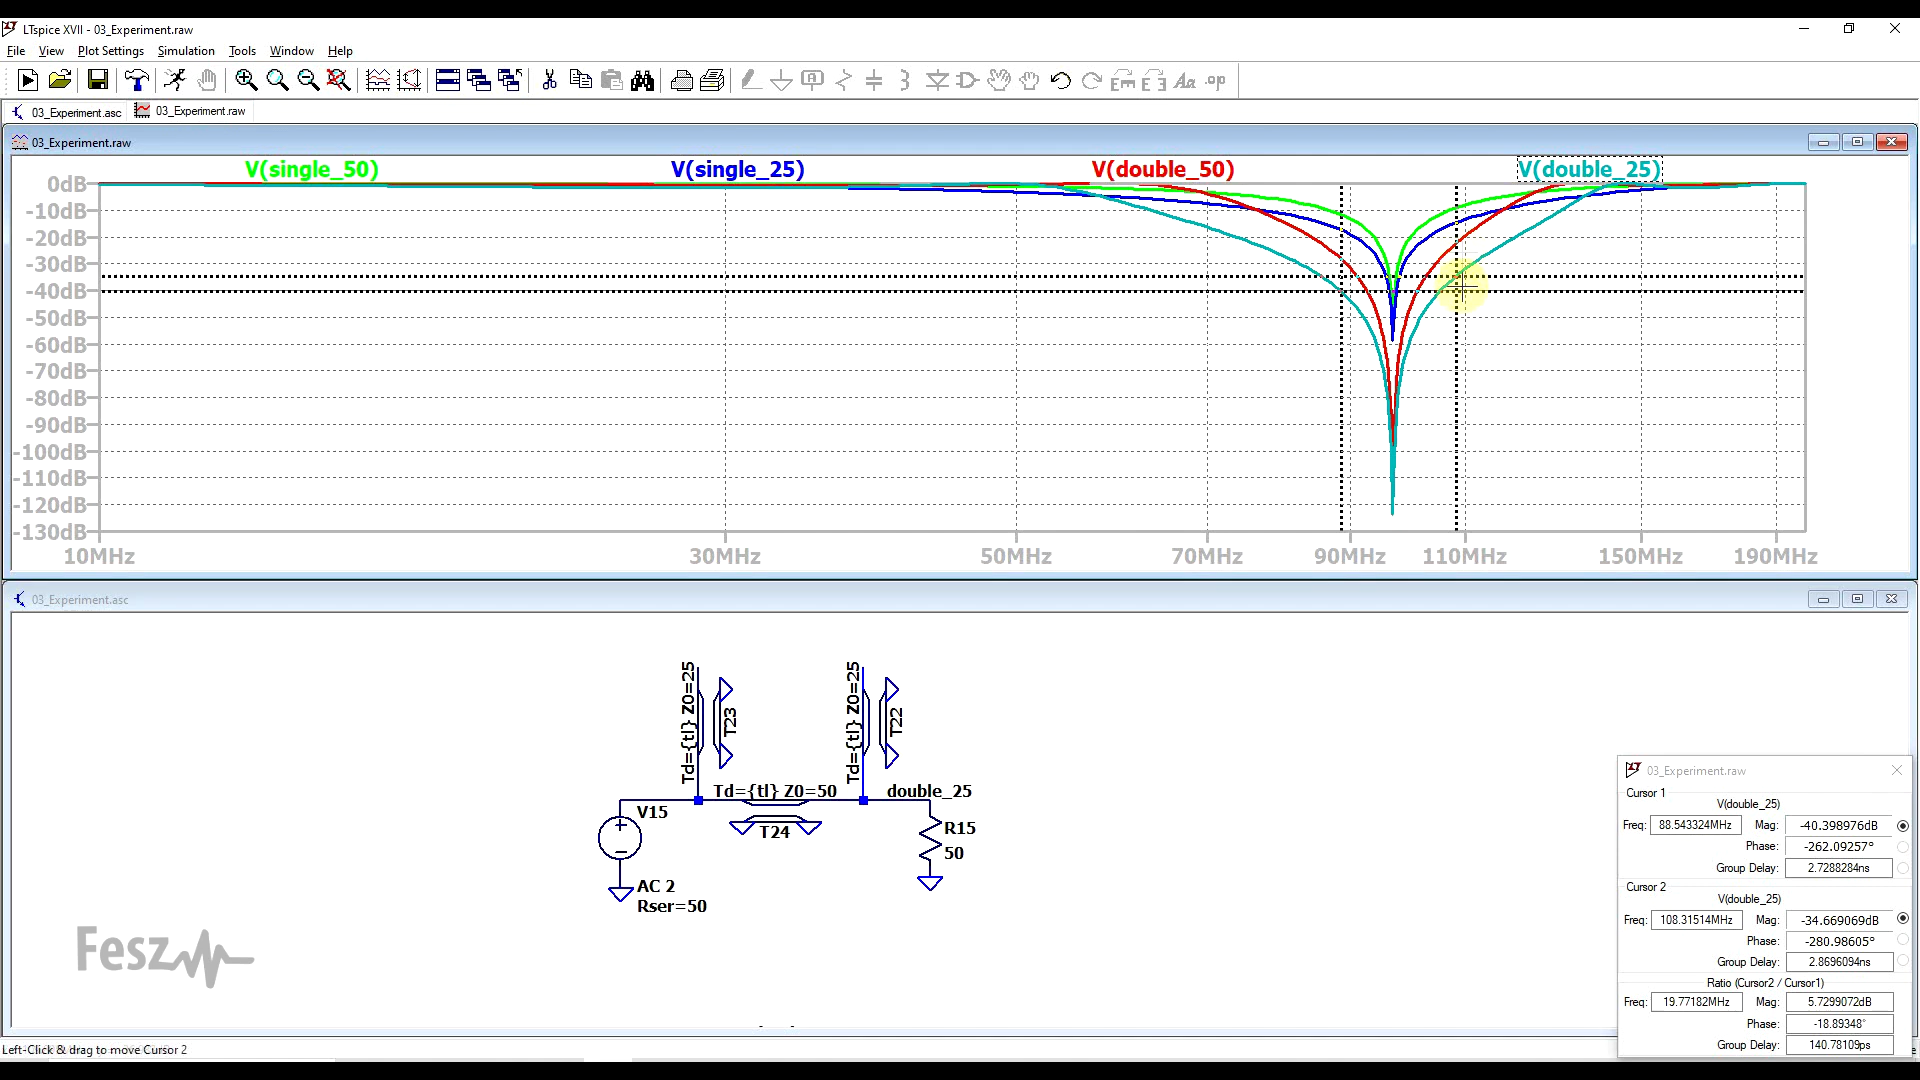 LTspice XVII - 03_Experiment.raw
File View Plot Settings Simulation Tools Window Help
Aa .op
03_Experiment.asc 03_Experiment.raw
03_Experiment.raw
V(single_50) V(single_25) V(double_50) V(double_25)
0dB
-10dB
-20dB
-30dB
-40dB
-50dB
-60dB
-70dB
-80dB
-90dB
-100dB
-110dB
-120dB
-130dB
10MHz 30MHz 50MHz 70MHz 90MHz 110MHz 150MHz 190MHz
03_Experiment.asc
Td={tl} Z0=25
T23
Td={tl} Z0=25
T22
Td={tl} Z0=50
double_25
V15
T24
R15
50
AC 2
Rser=50
Fesz
03_Experiment.raw
Cursor 1
V(double_25)
Freq: 88.543324MHz Mag: -40.398976dB
Phase: -262.09257°
Group Delay: 2.7288284ns
Cursor 2
V(double_25)
Freq: 108.31514MHz Mag: -34.669069dB
Phase: -280.98605°
Group Delay: 2.8696094ns
Ratio (Cursor2 / Cursor1)
Freq: 19.77182MHz Mag: 5.7299072dB
Phase: -18.89348°
Group Delay: 140.78109ps
Left-Click & drag to move Cursor 2